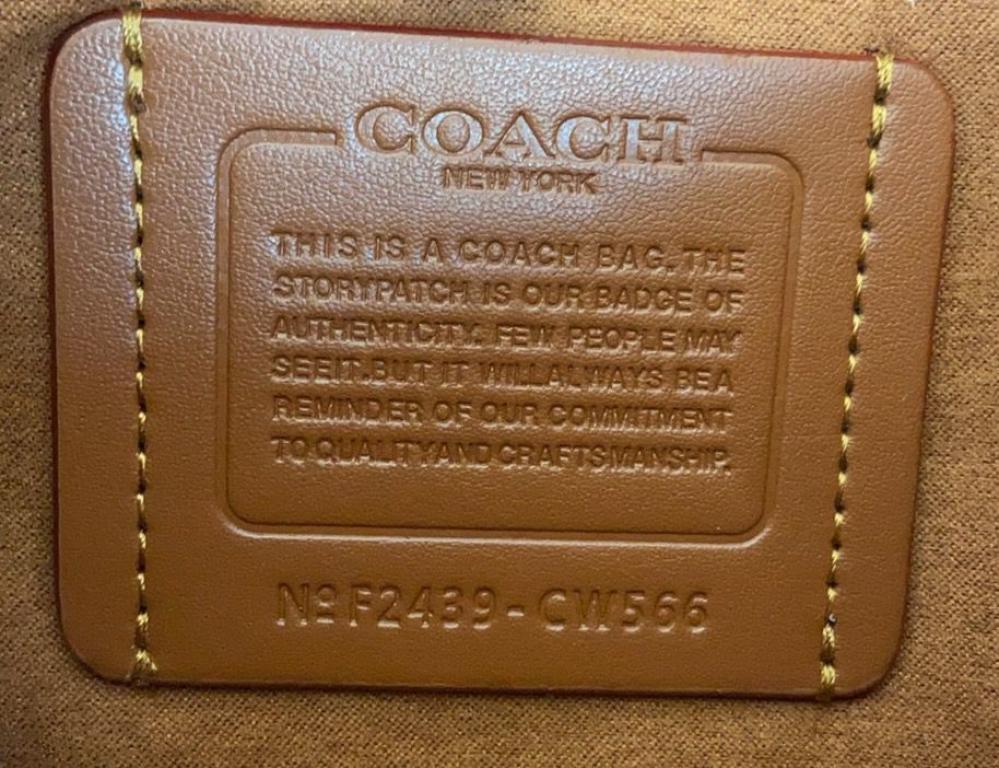 COACH
NEW YORK
THIS IS A COACH BAG. THE
STORYPATCH IS OUR BADGE OF
AUTHENTICITY. FEW PEOPLE MAY
SEE IT. BUT IT WILL ALWAYS BE A
REMINDER OF OUR COMMITMENT
TO QUALITY AND CRAFTSMANSHIP.
Nº F2439 - CW566